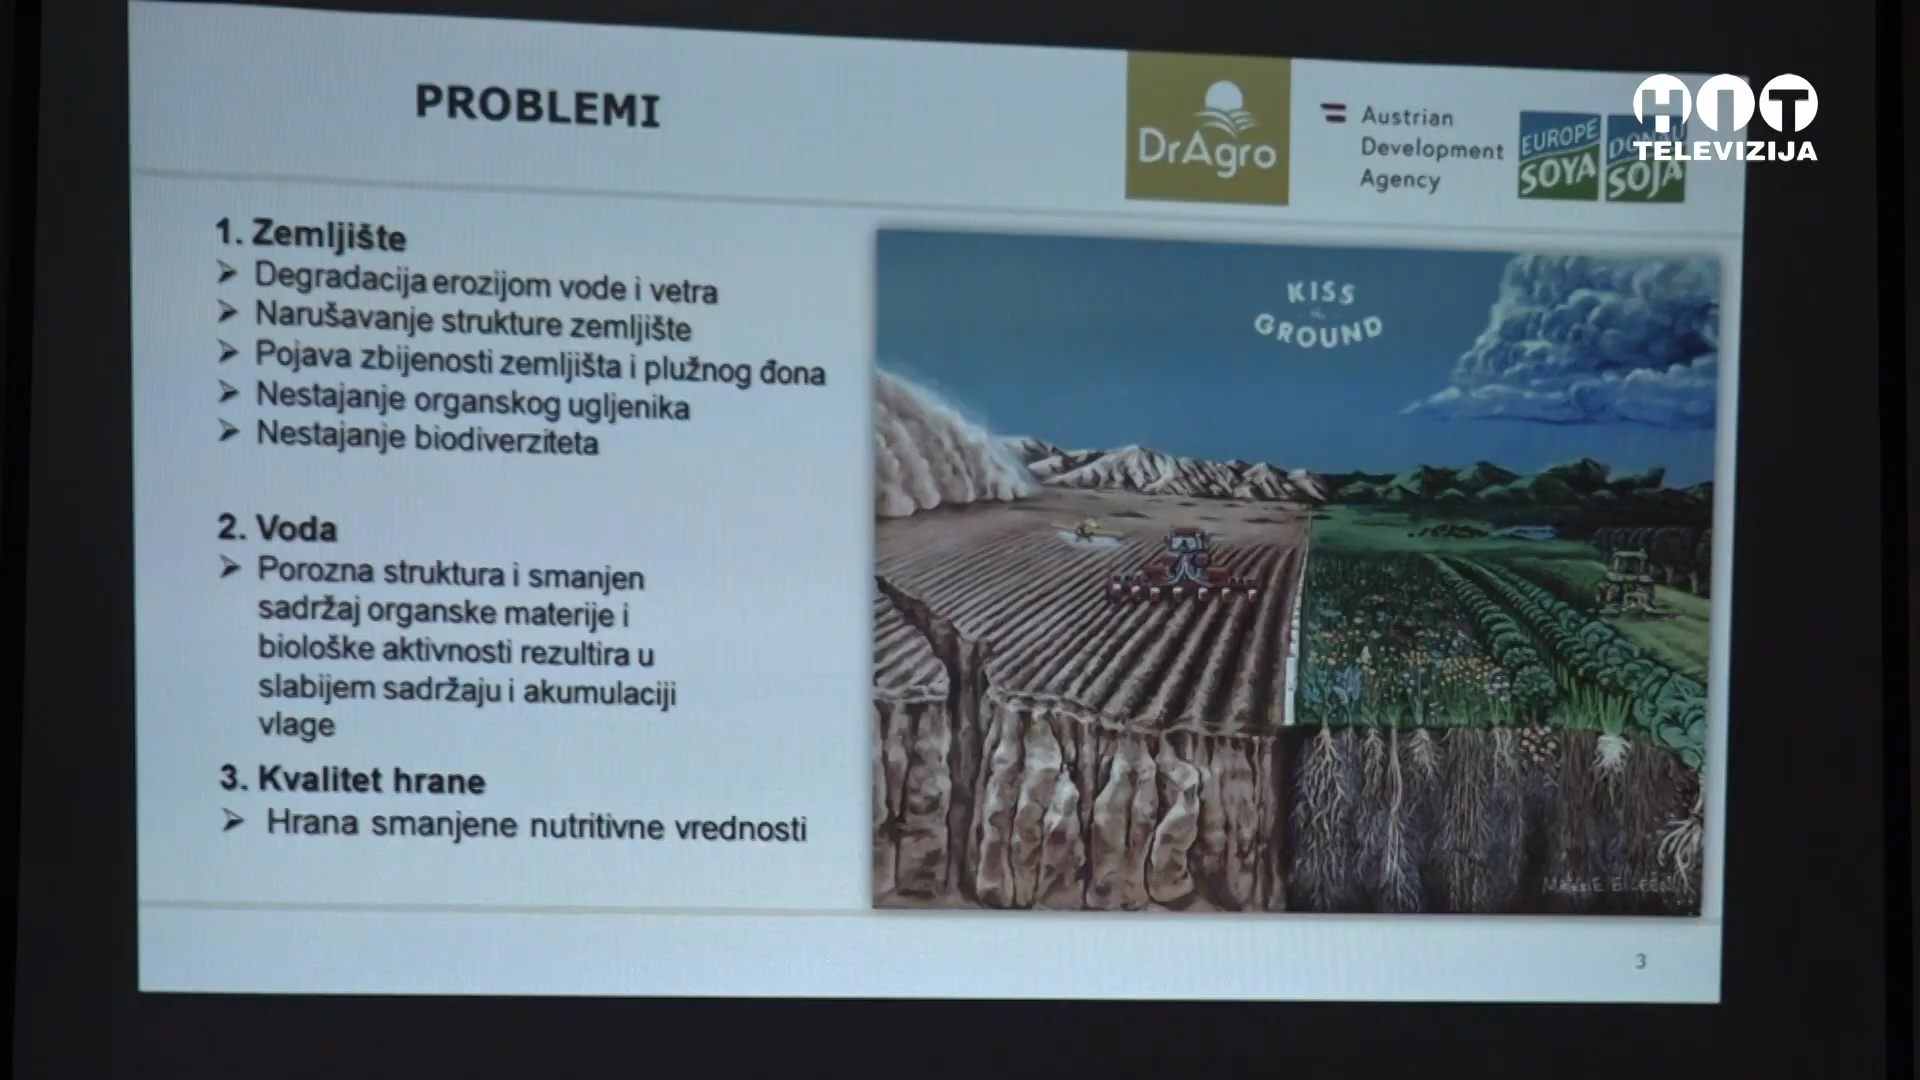 PROBLEMI
DrAgro
Austrian
Development
Agency
EUROPE
SOYA
DONAU
SOJA
HIT
TELEVIZIJA
1. Zemljište
Degradacija erozijom vode i vetra
Narušavanje strukture zemljište
Pojava zbijenosti zemljišta i plužnog đona
Nestajanje organskog ugljenika
Nestajanje biodiverziteta
2. Voda
Porozna struktura i smanjen
sadržaj organske materije i
biološke aktivnosti rezultira u
slabijem sadržaju i akumulaciji
vlage
3. Kvalitet hrane
Hrana smanjene nutritivne vrednosti
KISS
GROUND
3